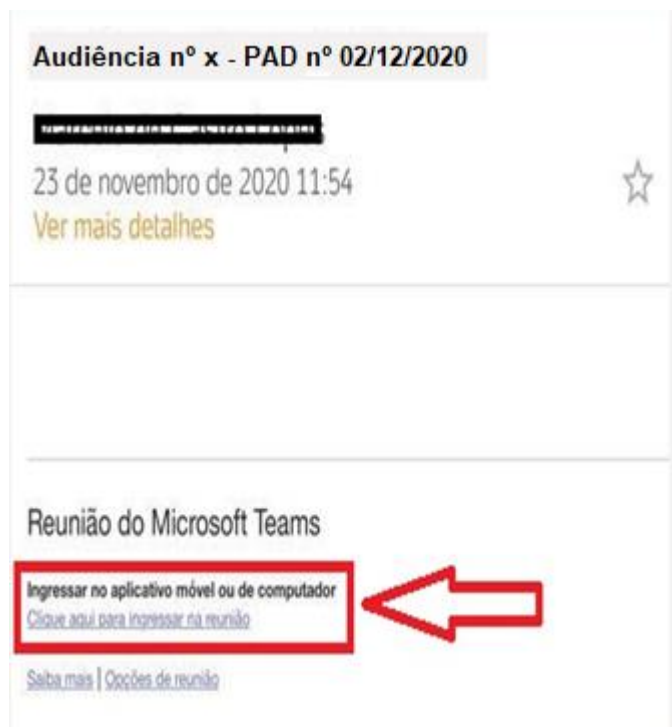 Audiência nº x - PAD nº 02/12/2020
23 de novembro de 2020 11:54
Ver mais detalhes
Reunião do Microsoft Teams
Ingressar no aplicativo móvel ou de computador
Clique aqui para ingressar na reunião
Saiba mais | Opções de reunião